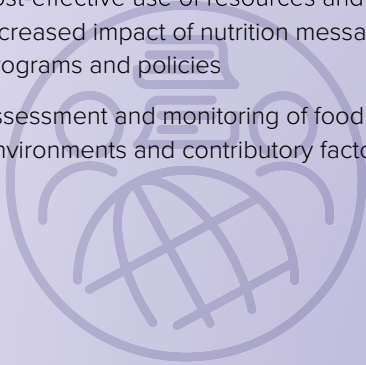 ost-effective use of resources and
creased impact of nutrition messa
rograms and policies
ssessment and monitoring of food
nvironments and contributory facto